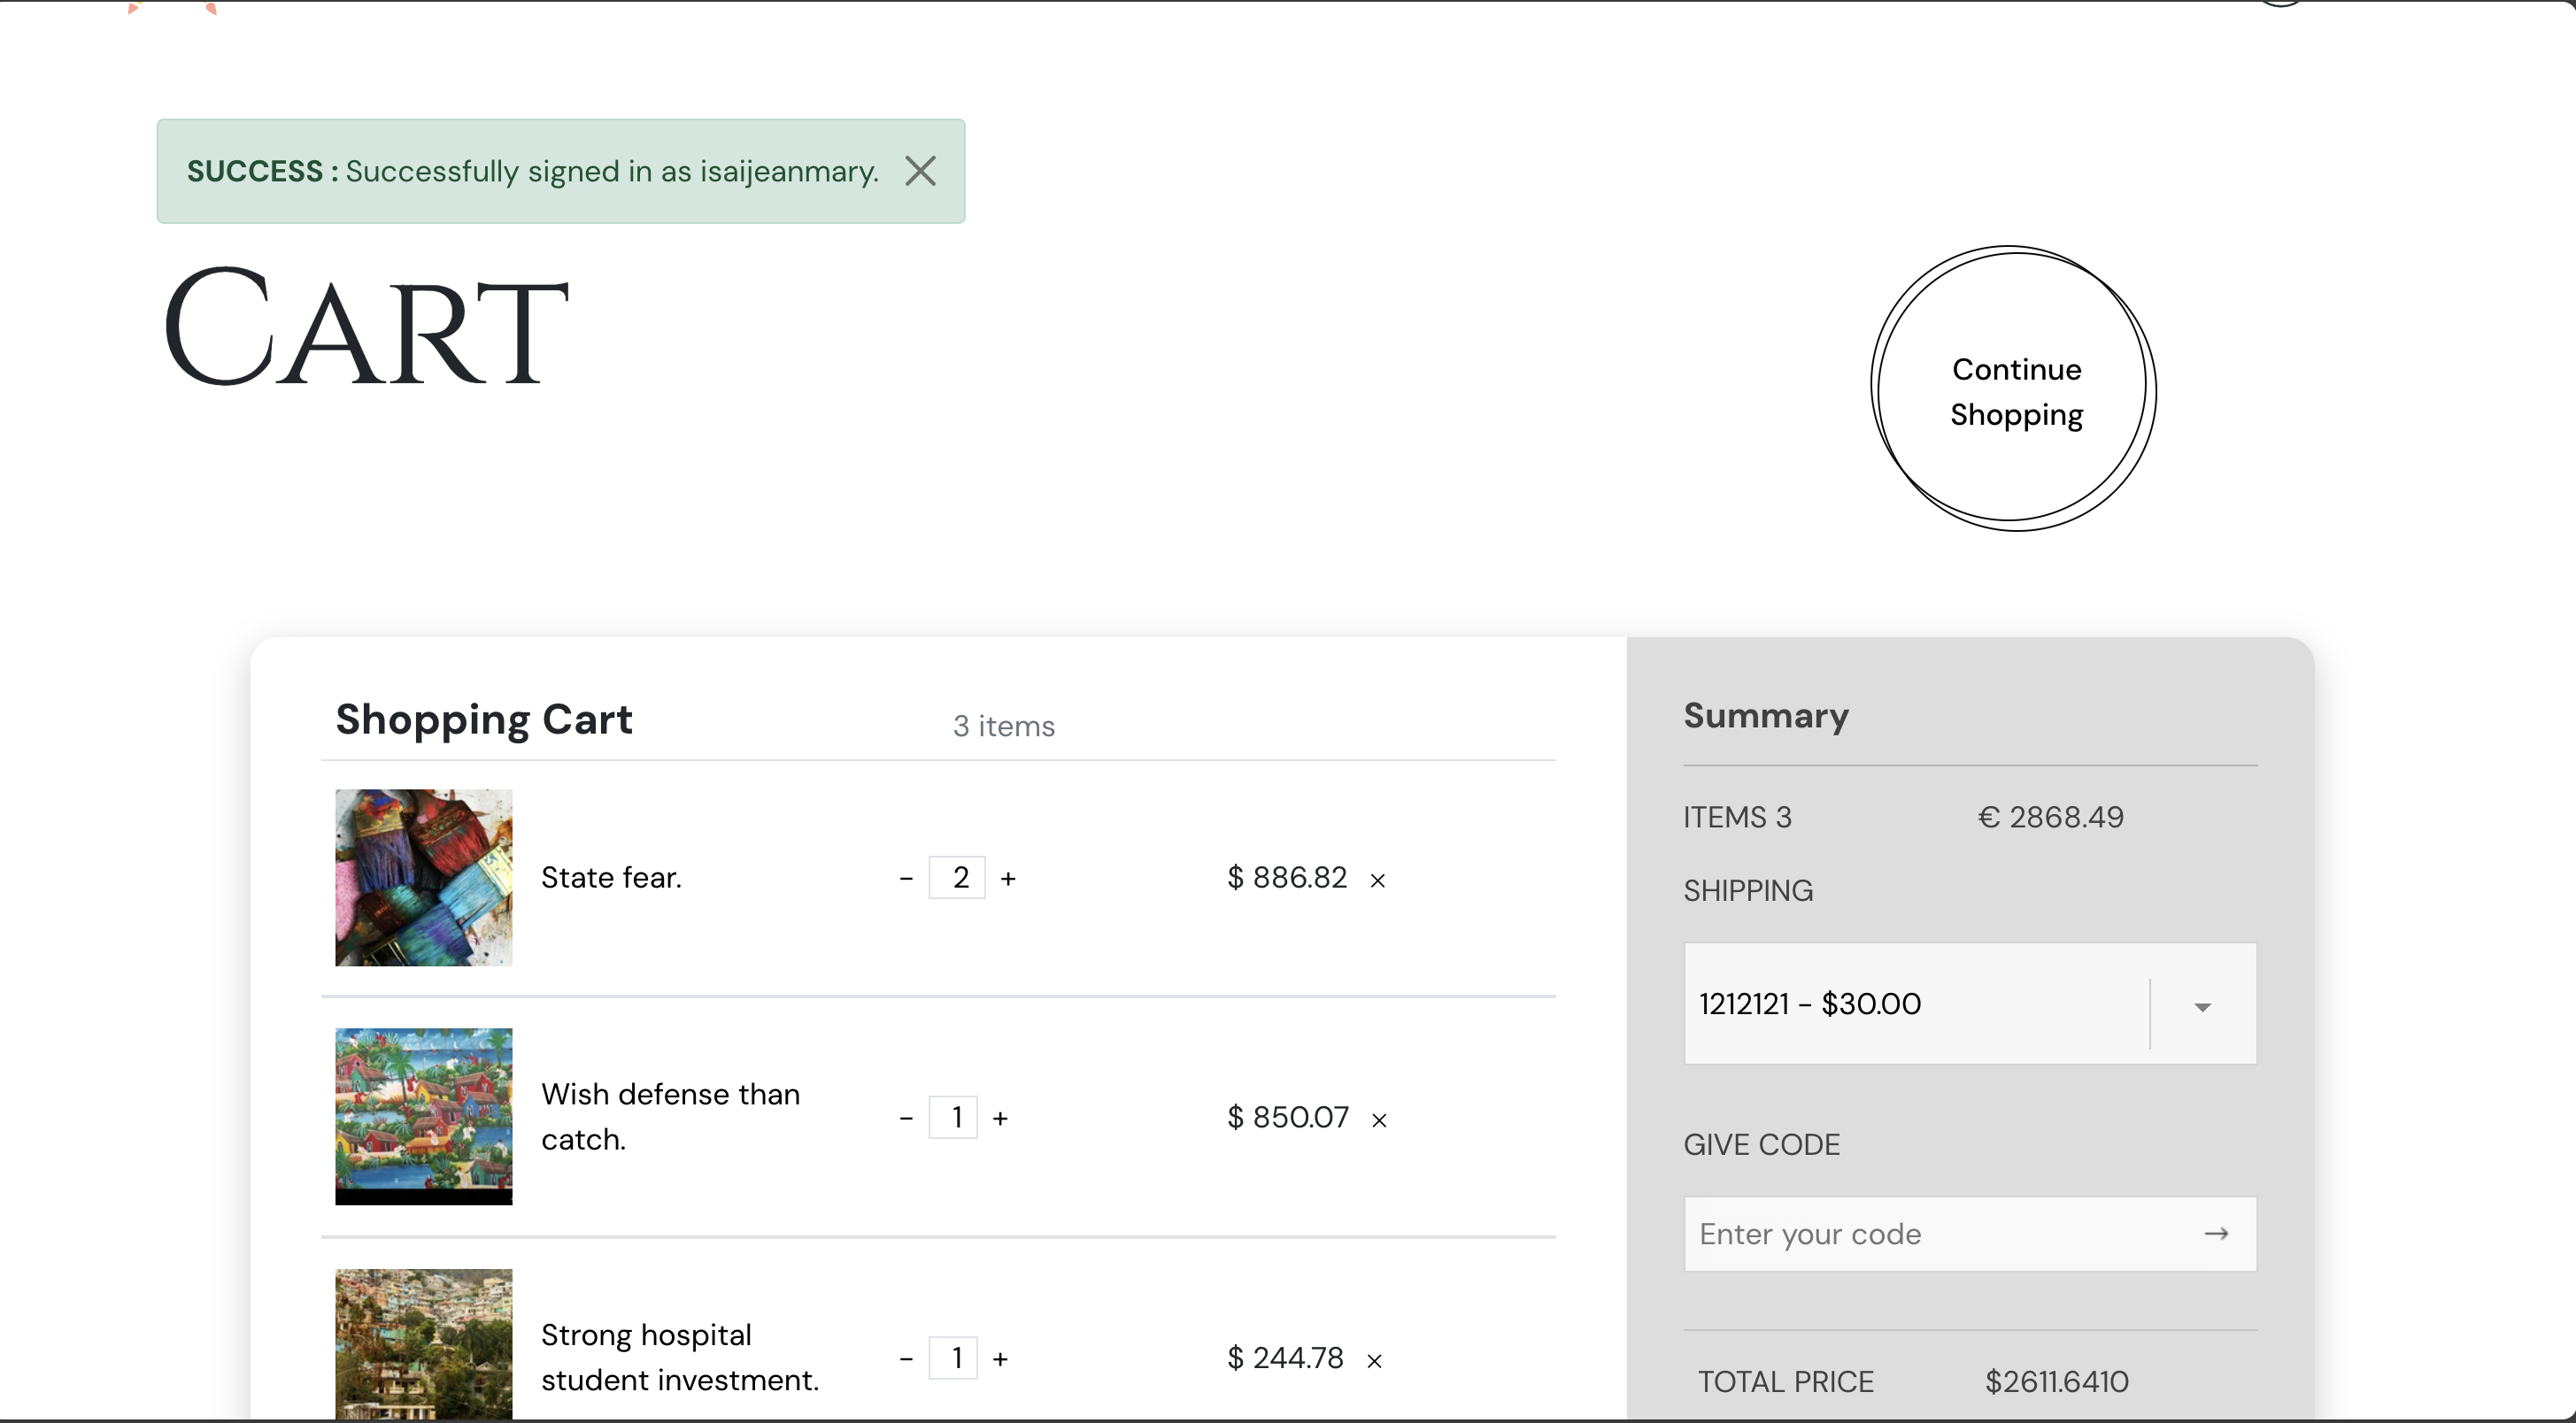 SUCCESS : Successfully signed in as isaijeanmary.
CART
Continue
Shopping
Shopping Cart 3 items
State fear. - 2 + $ 886.82 ×
Wish defense than
catch.
- 1 + $ 850.07 ×
Strong hospital
student investment.
- 1 + $ 244.78 ×
Summary
ITEMS 3 € 2868.49
SHIPPING
1212121 - $30.00
GIVE CODE
Enter your code →
TOTAL PRICE $2611.6410